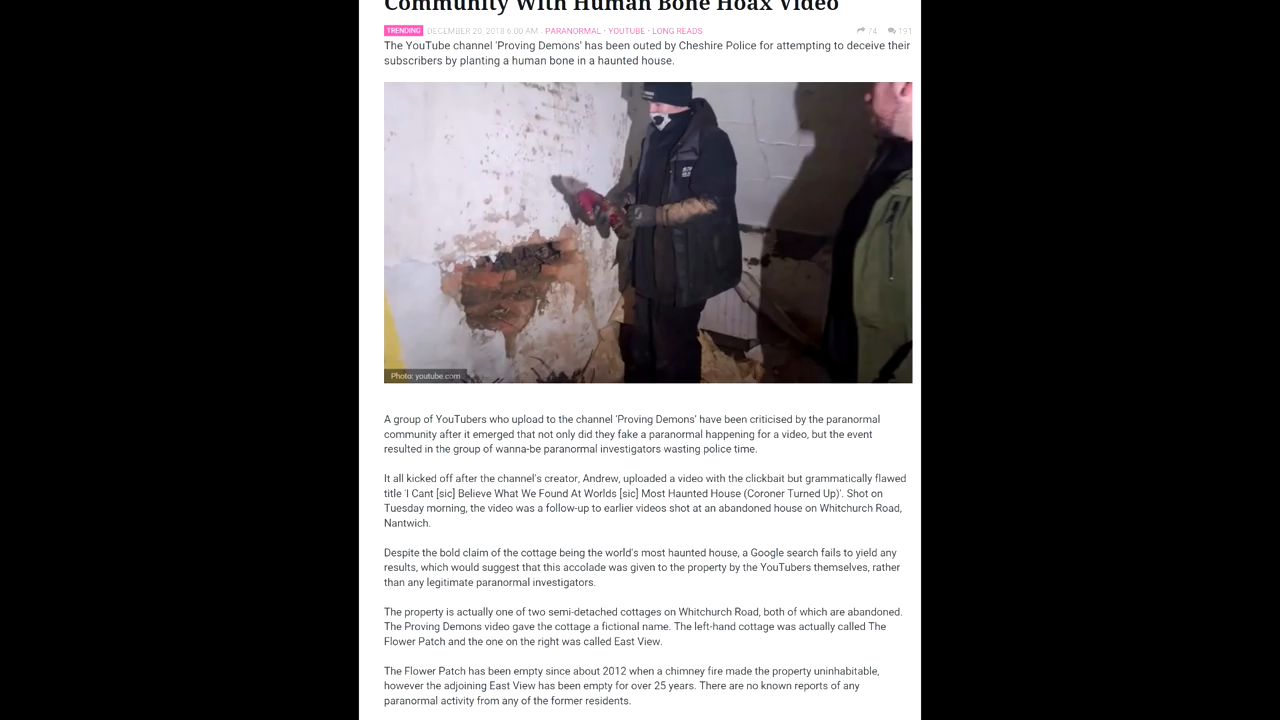 Community With Human Bone Hoax Video
TRENDING DECEMBER 20, 2018 6:00 AM - PARANORMAL • YOUTUBE • LONG READS 74 191
The YouTube channel 'Proving Demons' has been outed by Cheshire Police for attempting to deceive their
subscribers by planting a human bone in a haunted house.
Photo: youtube.com
A group of YouTubers who upload to the channel 'Proving Demons' have been criticised by the paranormal
community after it emerged that not only did they fake a paranormal happening for a video, but the event
resulted in the group of wanna-be paranormal investigators wasting police time.
It all kicked off after the channel's creator, Andrew, uploaded a video with the clickbait but grammatically flawed
title 'I Cant [sic] Believe What We Found At Worlds [sic] Most Haunted House (Coroner Turned Up)'. Shot on
Tuesday morning, the video was a follow-up to earlier videos shot at an abandoned house on Whitchurch Road,
Nantwich.
Despite the bold claim of the cottage being the world's most haunted house, a Google search fails to yield any
results, which would suggest that this accolade was given to the property by the YouTubers themselves, rather
than any legitimate paranormal investigators.
The property is actually one of two semi-detached cottages on Whitchurch Road, both of which are abandoned.
The Proving Demons video gave the cottage a fictional name. The left-hand cottage was actually called The
Flower Patch and the one on the right was called East View.
The Flower Patch has been empty since about 2012 when a chimney fire made the property uninhabitable,
however the adjoining East View has been empty for over 25 years. There are no known reports of any
paranormal activity from any of the former residents.